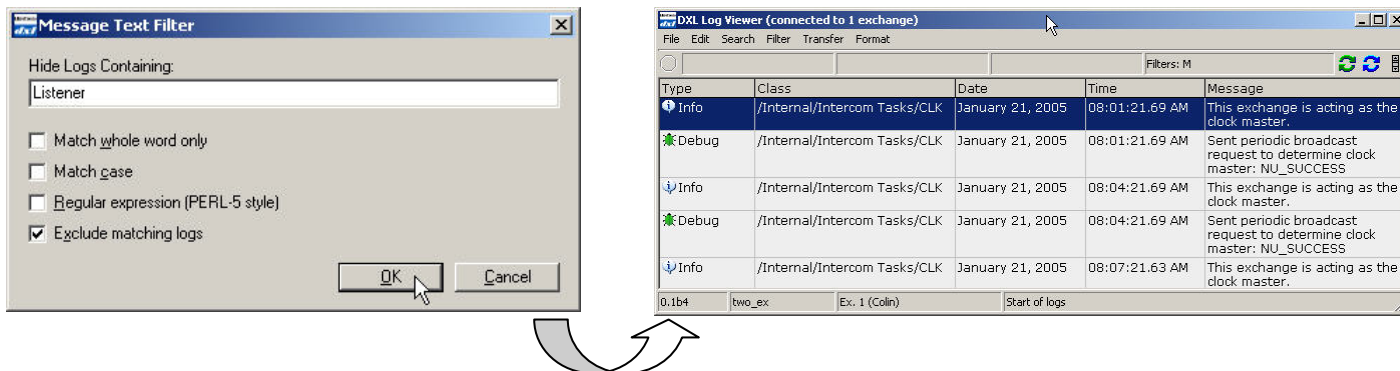 Message Text Filter
Hide Logs Containing:
Listener
Match whole word only
Match case
Regular expression (PERL-5 style)
Exclude matching logs
OK Cancel
DXL Log Viewer (connected to 1 exchange)
File Edit Search Filter Transfer Format
Filters: M
Type Class Date Time Message
Info /Internal/Intercom Tasks/CLK January 21, 2005 08:01:21.69 AM This exchange is acting as the
clock master.
Debug /Internal/Intercom Tasks/CLK January 21, 2005 08:01:21.69 AM Sent periodic broadcast
request to determine clock
master: NU_SUCCESS
Info /Internal/Intercom Tasks/CLK January 21, 2005 08:04:21.69 AM This exchange is acting as the
clock master.
Debug /Internal/Intercom Tasks/CLK January 21, 2005 08:04:21.69 AM Sent periodic broadcast
request to determine clock
master: NU_SUCCESS
Info /Internal/Intercom Tasks/CLK January 21, 2005 08:07:21.63 AM This exchange is acting as the
clock master.
0.1b4 two_ex Ex. 1 (Colin) Start of logs